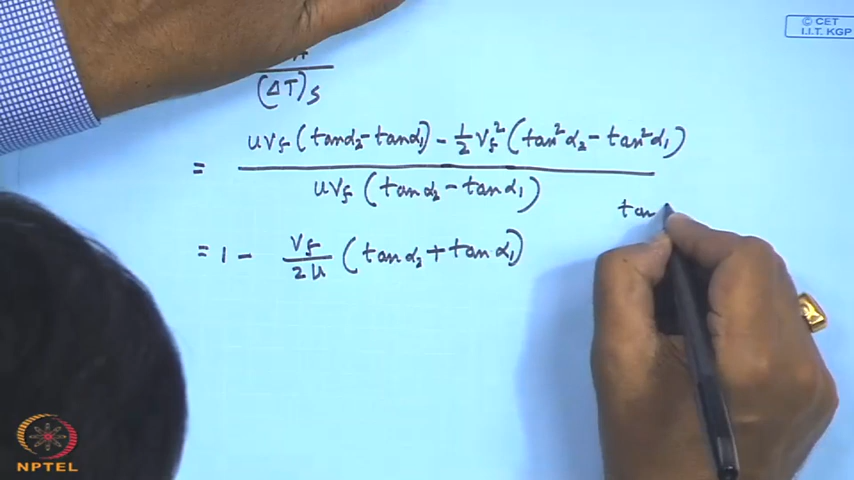 © CET
I.I.T. KGP
(ΔT)s
= uVf (tanα2 - tanα1) - 1/2 Vf² (tan²α2 - tan²α1)
uVf (tanα2 - tanα1)
tan
= 1 - Vf/2u (tanα2 + tanα1)
NPTEL